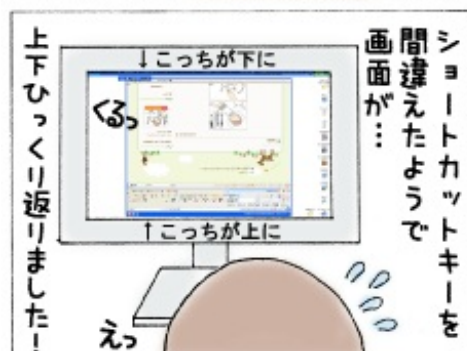 ショートカットキーを
間違えたようで
画面が…
↓こっちが下に
くるっ
↑こっちが上に
えっ
上下ひっくり返りました！